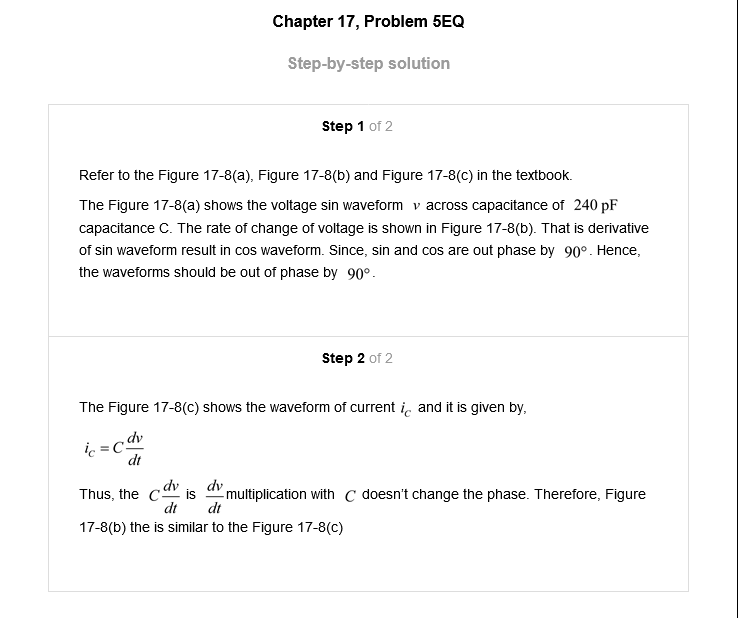 Chapter 17, Problem 5EQ
Step-by-step solution
Step 1 of 2
Refer to the Figure 17-8(a), Figure 17-8(b) and Figure 17-8(c) in the textbook.
The Figure 17-8(a) shows the voltage sin waveform v across capacitance of 240 pF
capacitance C. The rate of change of voltage is shown in Figure 17-8(b). That is derivative
of sin waveform result in cos waveform. Since, sin and cos are out phase by 90°. Hence,
the waveforms should be out of phase by 90°.
Step 2 of 2
The Figure 17-8(c) shows the waveform of current i_C and it is given by,
i_C = C dv/dt
Thus, the C dv/dt is dv/dt multiplication with C doesn't change the phase. Therefore, Figure
17-8(b) the is similar to the Figure 17-8(c)